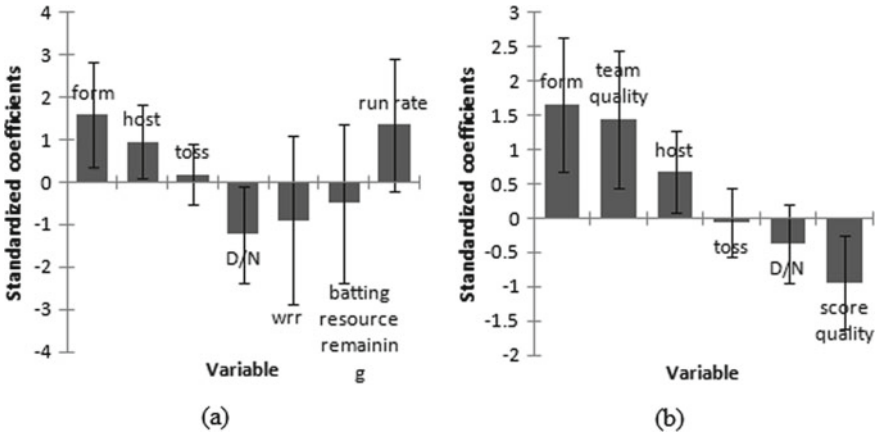 4
3
2
1
0
-1
-2
-3
-4
Standardized coefficients
form
host
toss
D/N
wrr
batting
resource
remainin
g
run rate
Variable
(a)
3
2.5
2
1.5
1
0.5
0
-0.5
-1
-1.5
-2
Standardized coefficients
form
team
quality
host
toss
D/N
score
quality
Variable
(b)